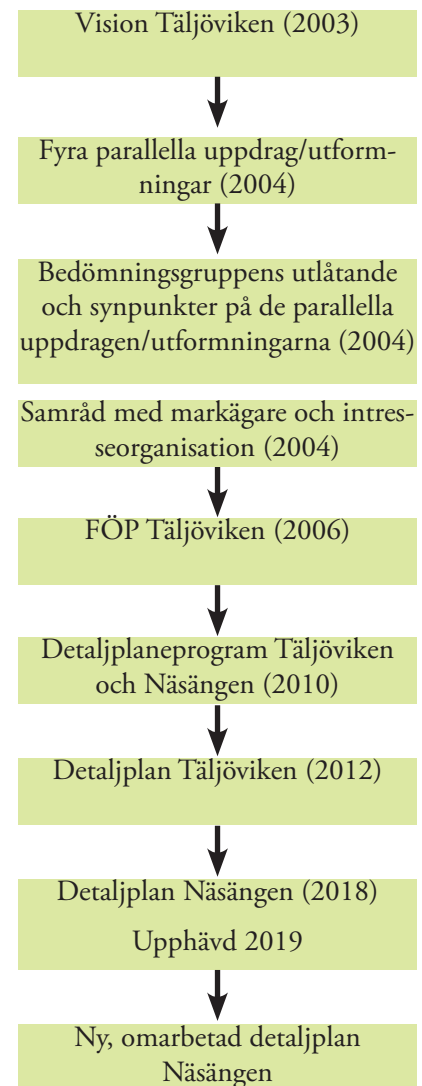 Vision Täljöviken (2003)
Fyra parallella uppdrag/utform-
ningar (2004)
Bedömningsgruppens utlåtande
och synpunkter på de parallella
uppdragen/utformningarna (2004)
Samråd med markägare och intres-
seorganisation (2004)
FÖP Täljöviken (2006)
Detaljplaneprogram Täljöviken
och Näsängen (2010)
Detaljplan Täljöviken (2012)
Detaljplan Näsängen (2018)
Upphävd 2019
Ny, omarbetad detaljplan
Näsängen